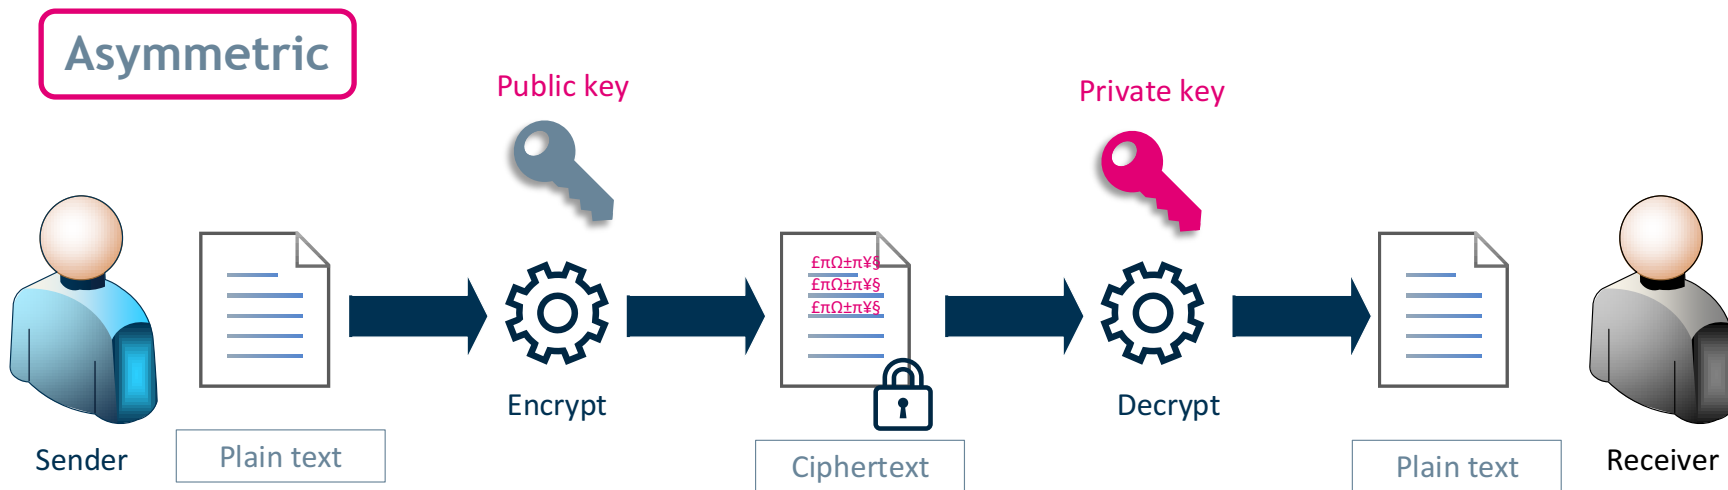 Asymmetric
Public key
Private key
£πΩ±π¥§
£πΩ±π¥§
£πΩ±π¥§
Encrypt
Decrypt
Sender
Plain text
Ciphertext
Plain text
Receiver